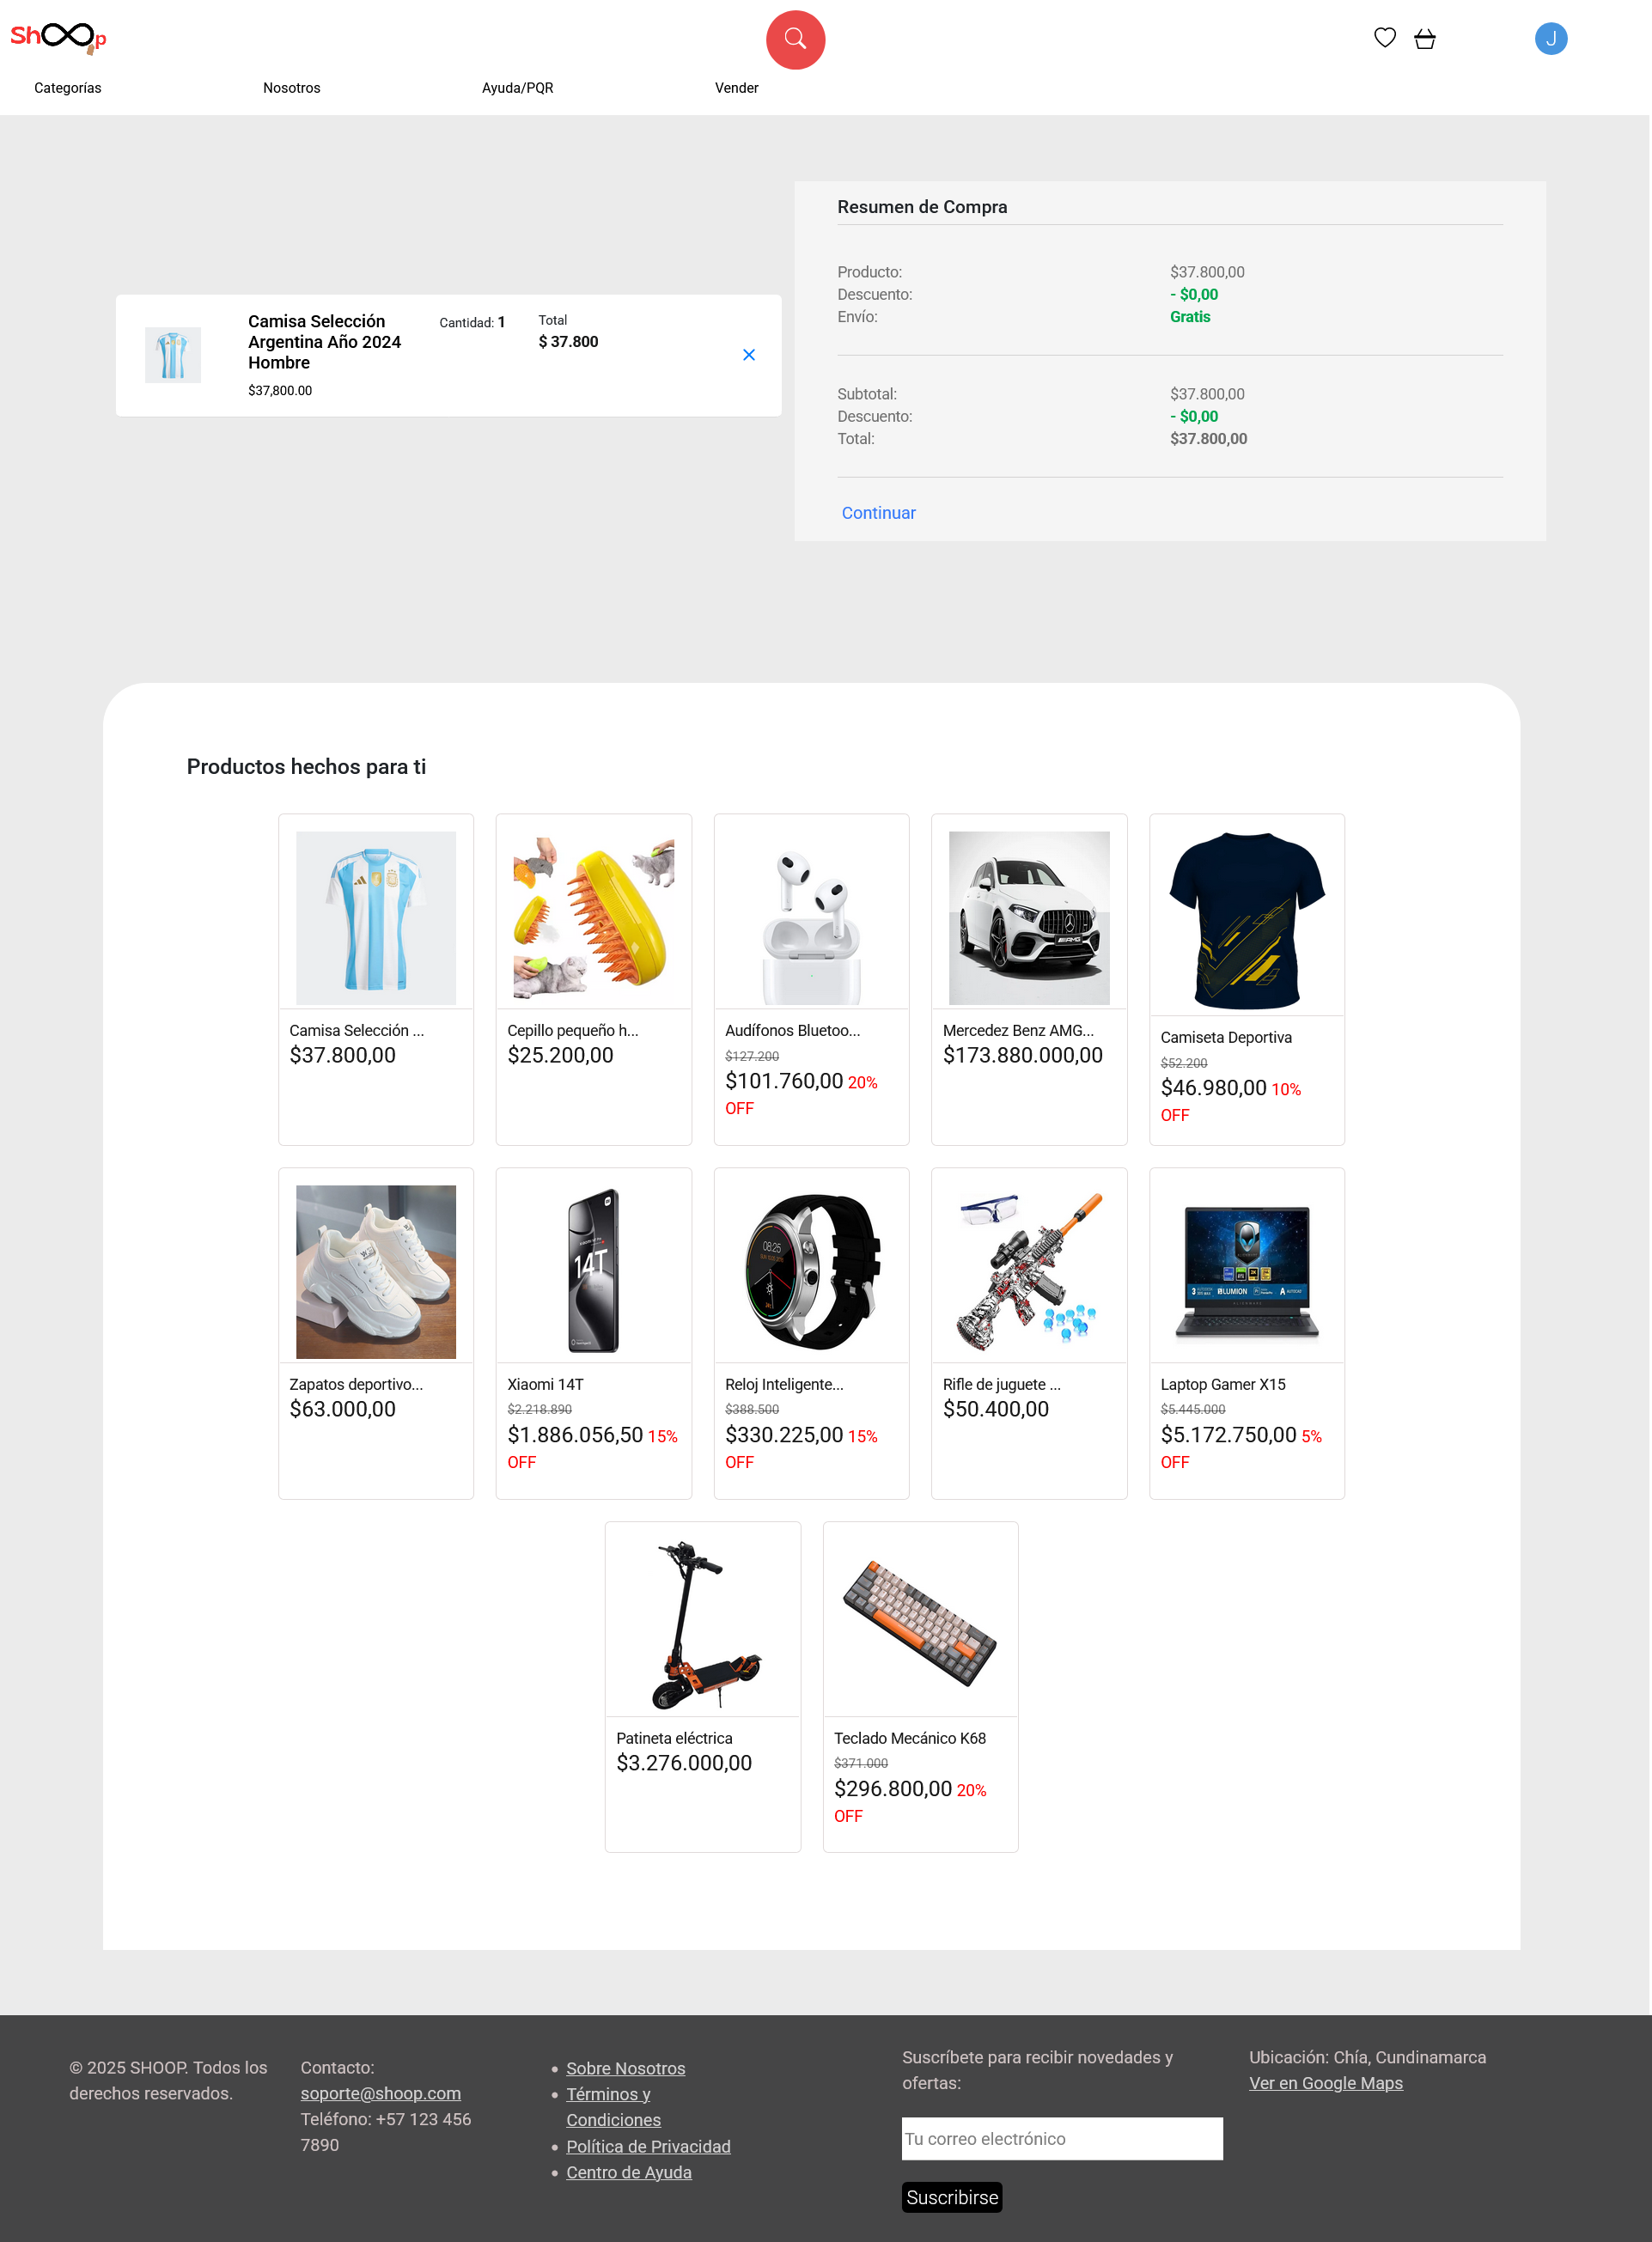 Shoop
J
Categorías
Nosotros
Ayuda/PQR
Vender
Camisa Selección
Argentina Año 2024
Hombre
$37,800.00
Cantidad: 1
Total
$ 37.800
Resumen de Compra
Producto: $37.800,00
Descuento: - $0,00
Envío: Gratis
Subtotal: $37.800,00
Descuento: - $0,00
Total: $37.800,00
Continuar
Productos hechos para ti
Camisa Selección ...
$37.800,00
Cepillo pequeño h...
$25.200,00
Audífonos Bluetoo...
$127.200
$101.760,00 20%
OFF
AMG
Mercedez Benz AMG...
$173.880.000,00
Camiseta Deportiva
$52.200
$46.980,00 10%
OFF
Zapatos deportivo...
$63.000,00
14T
Xiaomi 14T
$2.218.890
$1.886.056,50 15%
OFF
08:25
Reloj Inteligente...
$388.500
$330.225,00 15%
OFF
Rifle de juguete ...
$50.400,00
LUMION
AUTOCAD
ALIENWARE
Laptop Gamer X15
$5.445.000
$5.172.750,00 5%
OFF
Patineta eléctrica
$3.276.000,00
Teclado Mecánico K68
$371.000
$296.800,00 20%
OFF
© 2025 SHOOP. Todos los
derechos reservados.
Contacto:
soporte@shoop.com
Teléfono: +57 123 456
7890
Sobre Nosotros
Términos y
Condiciones
Política de Privacidad
Centro de Ayuda
Suscríbete para recibir novedades y
ofertas:
Tu correo electrónico
Suscribirse
Ubicación: Chía, Cundinamarca
Ver en Google Maps